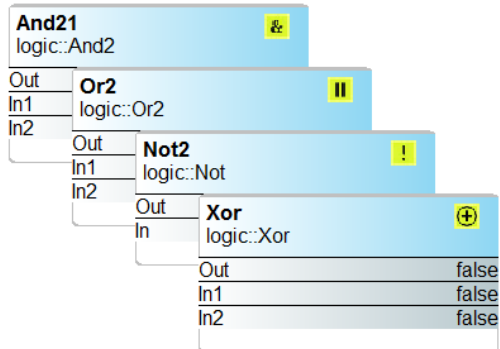 And21
logic::And2
&
Out
In1
In2
Or2
logic::Or2
Out
In1
In2
Not2
logic::Not
!
Out
In
Xor
logic::Xor
Out false
In1 false
In2 false